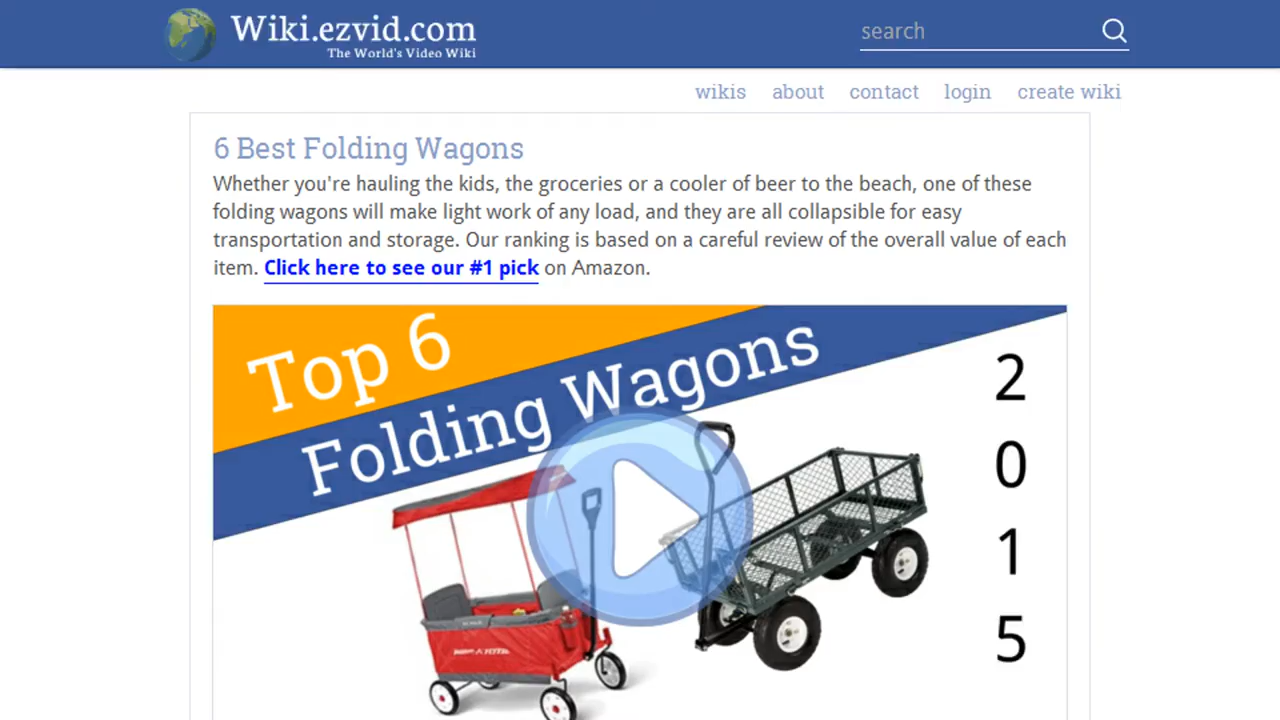 Wiki.ezvid.com
The World's Video Wiki
search
wikis about contact login create wiki
6 Best Folding Wagons
Whether you're hauling the kids, the groceries or a cooler of beer to the beach, one of these
folding wagons will make light work of any load, and they are all collapsible for easy
transportation and storage. Our ranking is based on a careful review of the overall value of each
item. Click here to see our #1 pick on Amazon.
Top 6
Folding Wagons
2
0
1
5
RADIO FLYER